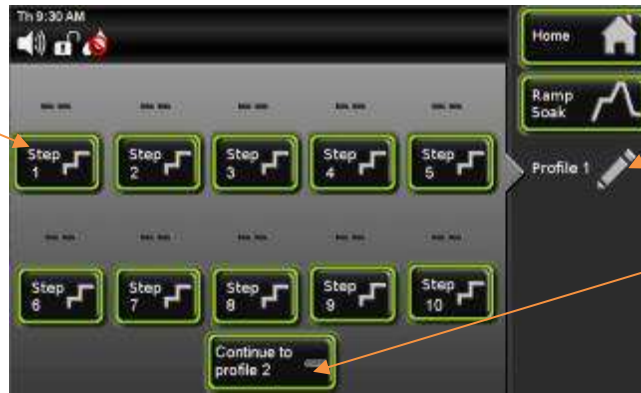 Th 9:30 AM
Home
Ramp
Soak
Profile 1
-- -- -- -- -- -- -- -- -- --
Step
1
Step
2
Step
3
Step
4
Step
5
-- -- -- -- -- -- -- -- -- --
Step
6
Step
7
Step
8
Step
9
Step
10
Continue to
profile 2